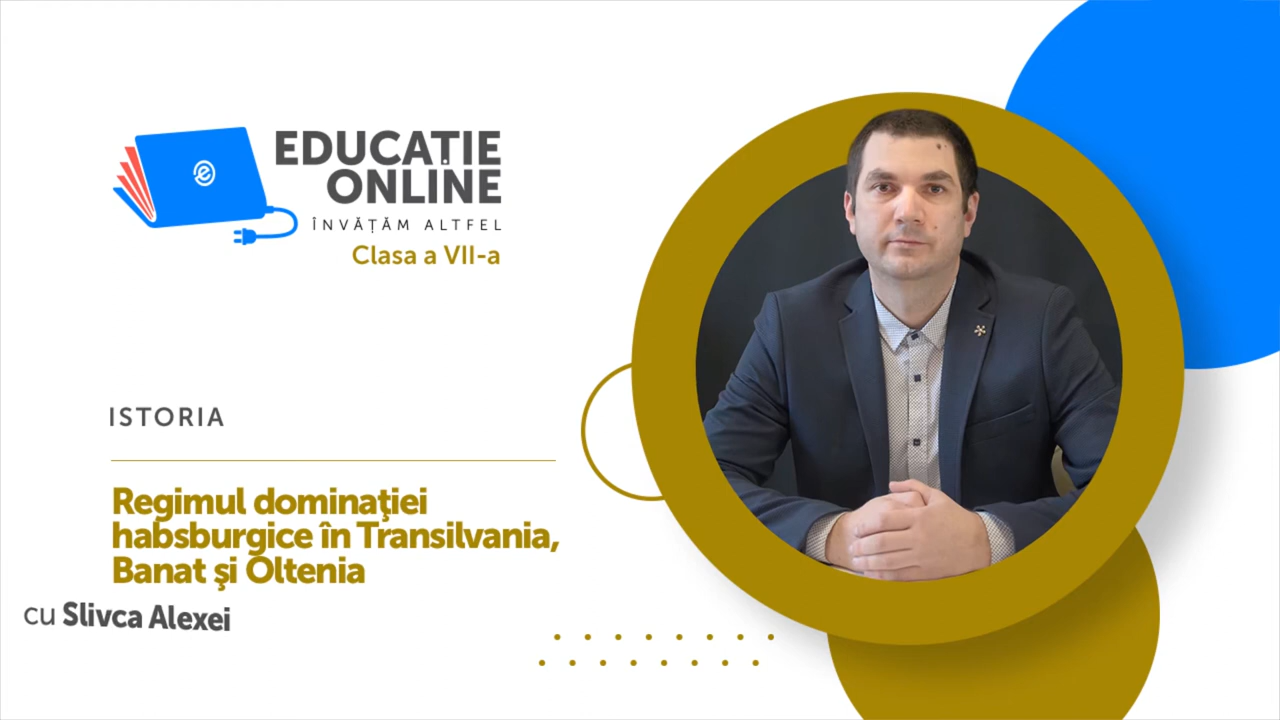 EDUCAȚIE
ONLINE
ÎNVĂȚĂM ALTFEL
Clasa a VII-a
ISTORIA
Regimul dominaţiei
habsburgice în Transilvania,
Banat şi Oltenia
cu Slivca Alexei